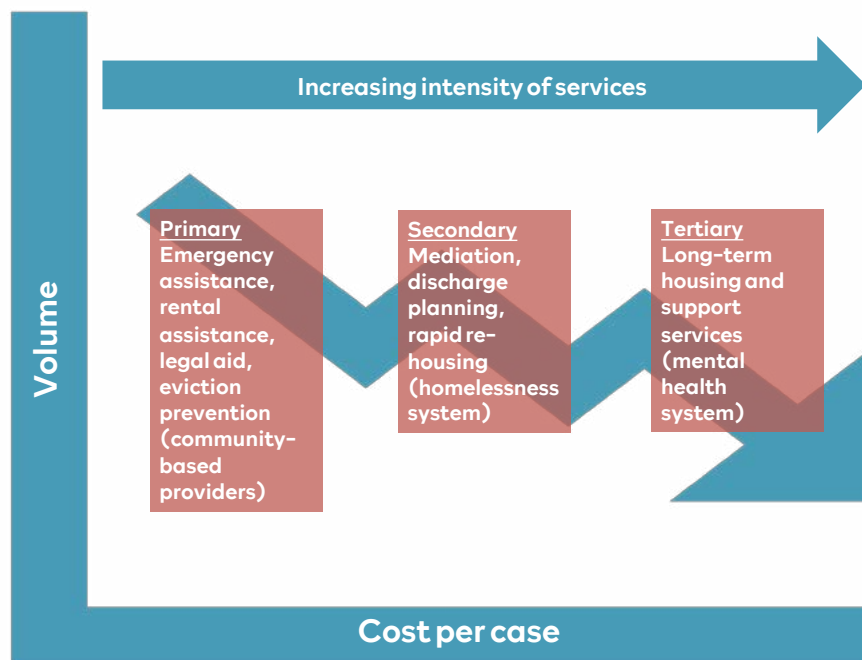 Increasing intensity of services
Volume
Primary
Emergency
assistance,
rental
assistance,
legal aid,
eviction
prevention
(community-
based
providers)
Secondary
Mediation,
discharge
planning,
rapid re-
housing
(homelessness
system)
Tertiary
Long-term
housing and
support
services
(mental
health
system)
Cost per case